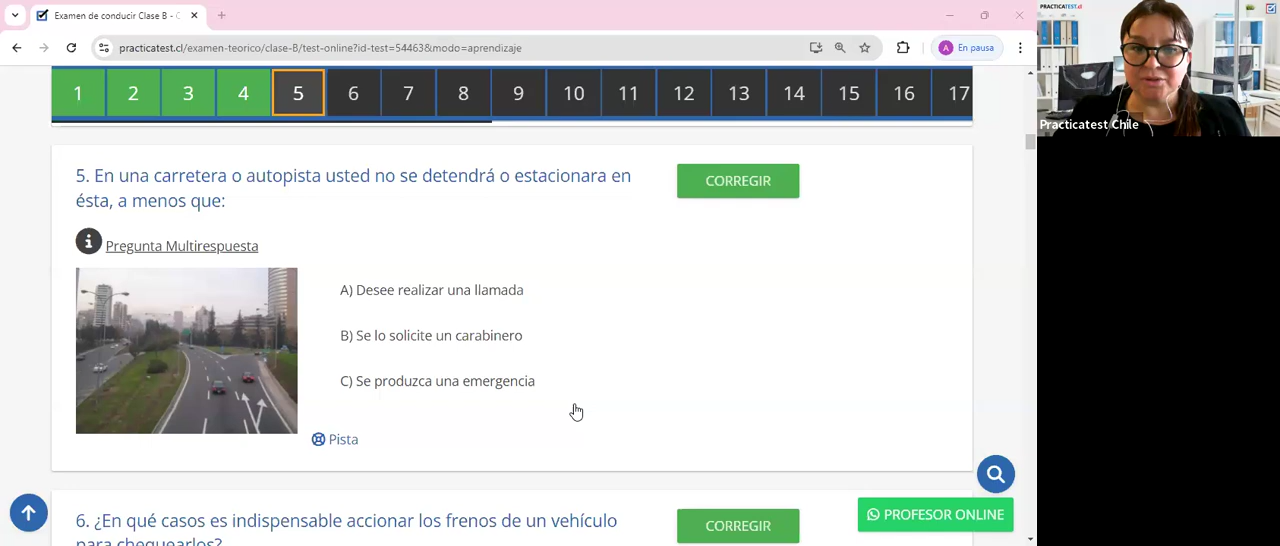 Examen de conducir Clase B - C
practicatest.cl/examen-teorico/clase-B/test-online?id-test=54463&modo=aprendizaje
A
En pausa
PRACTICATEST.cl
Practicatest Chile
1 2 3 4 5 6 7 8 9 10 11 12 13 14 15 16 17
5. En una carretera o autopista usted no se detendrá o estacionara en
ésta, a menos que:
CORREGIR
Pregunta Multirespuesta
A) Desee realizar una llamada
B) Se lo solicite un carabinero
C) Se produzca una emergencia
Pista
PROFESOR ONLINE
6. ¿En qué casos es indispensable accionar los frenos de un vehículo
para chequearlos?
CORREGIR